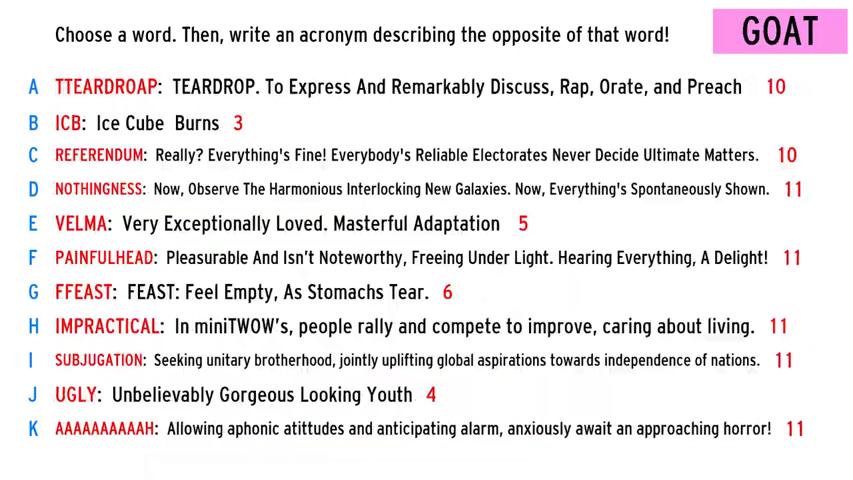 Choose a word. Then, write an acronym describing the opposite of that word!
GOAT
A TTEARDROAP: TEARDROP. To Express And Remarkably Discuss, Rap, Orate, and Preach 10
B ICB: Ice Cube Burns 3
C REFERENDUM: Really? Everything's Fine! Everybody's Reliable Electorates Never Decide Ultimate Matters. 10
D NOTHINGNESS: Now, Observe The Harmonious Interlocking New Galaxies. Now, Everything's Spontaneously Shown. 11
E VELMA: Very Exceptionally Loved. Masterful Adaptation 5
F PAINFULHEAD: Pleasurable And Isn't Noteworthy, Freeing Under Light. Hearing Everything, A Delight! 11
G FFEAST: FEAST: Feel Empty, As Stomachs Tear. 6
H IMPRACTICAL: In miniTWOW's, people rally and compete to improve, caring about living. 11
I SUBJUGATION: Seeking unitary brotherhood, jointly uplifting global aspirations towards independence of nations. 11
J UGLY: Unbelievably Gorgeous Looking Youth 4
K AAAAAAAAAAH: Allowing aphonic atittudes and anticipating alarm, anxiously await an approaching horror! 11